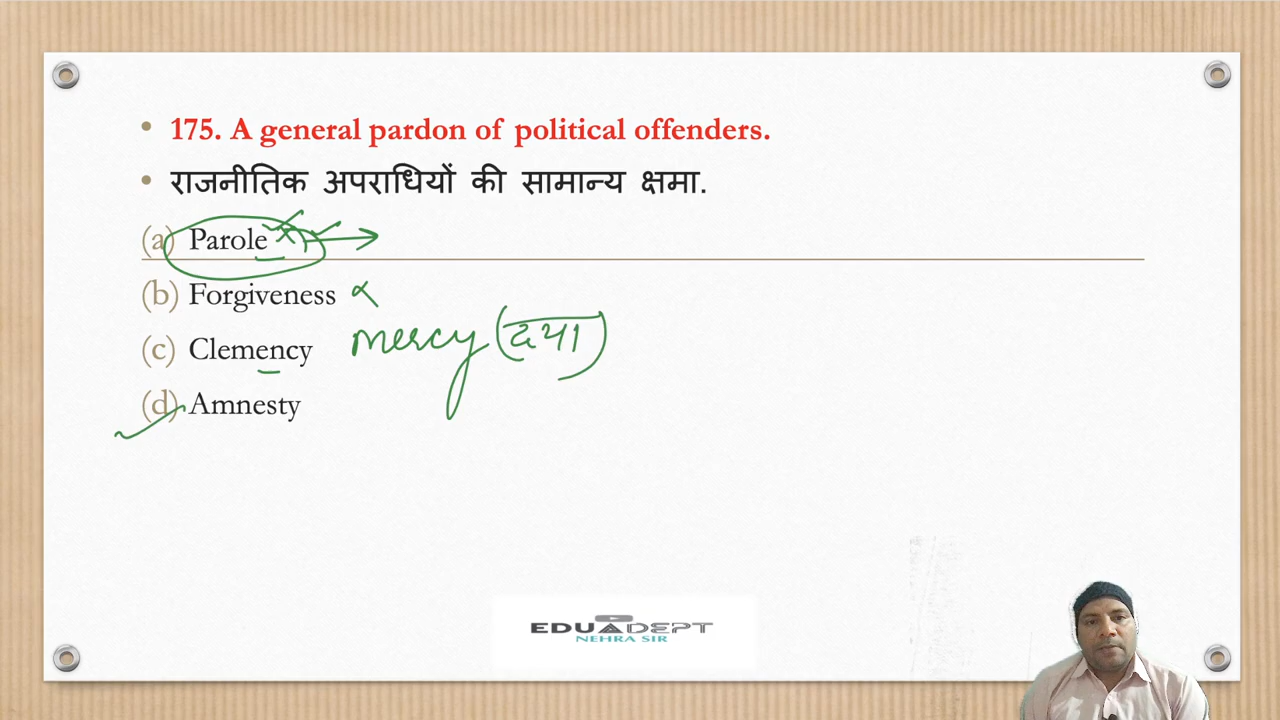 • 175. A general pardon of political offenders.
• राजनीतिक अपराधियों की सामान्य क्षमा.
(a) Parole
(b) Forgiveness
(c) Clemency mercy (दया)
(d) Amnesty
EDUADEPT
NEHRA SIR